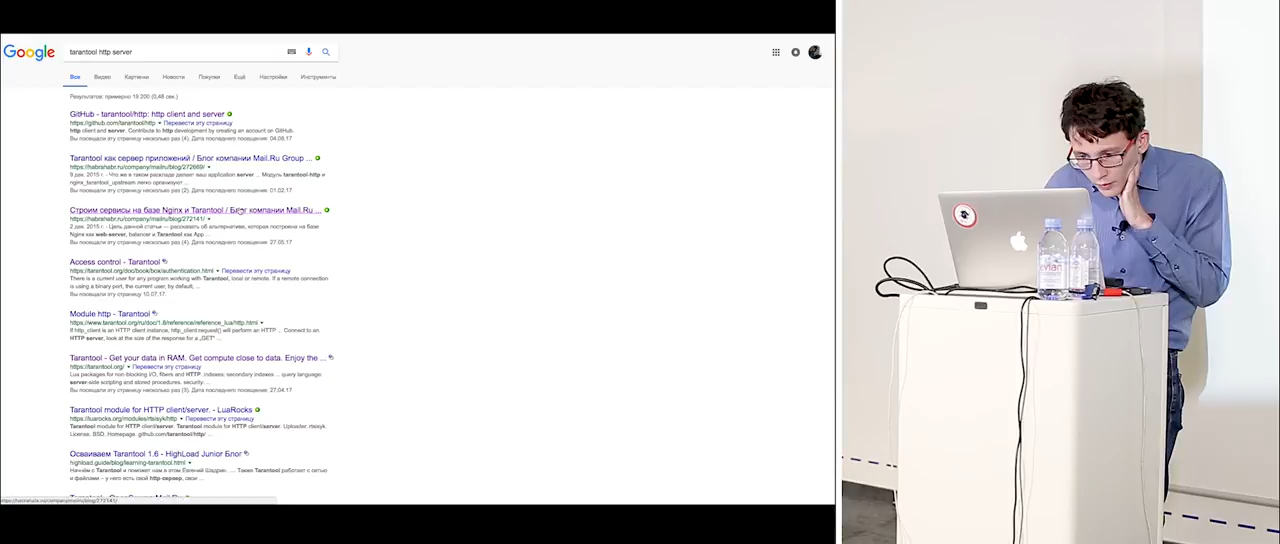 Google
tarantool http server
Все Видео Картинки Новости Покупки Ещё Настройки Инструменты
Результатов: примерно 19 200 (0,48 сек.)
GitHub - tarantool/http: http client and server
https://github.com/tarantool/http Перевести эту страницу
http client and server. Contribute to http development by creating an account on GitHub.
Вы посещали эту страницу несколько раз (4). Дата последнего посещения: 04.08.17
Tarantool как сервер приложений / Блог компании Mail.Ru Group ...
https://habrahabr.ru/company/mailru/blog/272669/
9 дек. 2015 г. - Что же в таком раскладе делает ваш application server ... Модуль tarantool-http и
nginx_tarantool_upstream легко организуют ...
Вы посещали эту страницу несколько раз (2). Дата последнего посещения: 01.02.17
Строим сервисы на базе Nginx и Tarantool / Блог компании Mail.Ru ...
https://habrahabr.ru/company/mailru/blog/272141/
2 дек. 2015 г. - Цель данной статьи — рассказать об альтернативе, которая построена на базе
Nginx как web-server, balancer и Tarantool как App ...
Вы посещали эту страницу несколько раз (4). Дата последнего посещения: 27.05.17
Access control - Tarantool
https://tarantool.org/doc/book/box/authentication.html Перевести эту страницу
There is a current user for any program working with Tarantool, local or remote. If a remote connection
is using a binary port, the current user, by default, ...
Вы посещали эту страницу 10.07.17.
Module http - Tarantool
https://www.tarantool.org/ru/doc/1.8/reference/reference_lua/http.html
If http_client is an HTTP client instance, http_client:request() will perform an HTTP ... Connect to an
HTTP server, look at the size of the response for a „GET" ...
Tarantool - Get your data in RAM. Get compute close to data. Enjoy the ...
https://tarantool.org/ Перевести эту страницу
Lua packages for non-blocking I/O, fibers and HTTP .indexes: secondary indexes ... query language:
server-side scripting and stored procedures. security: ...
Вы посещали эту страницу несколько раз (3). Дата последнего посещения: 27.04.17
Tarantool module for HTTP client/server. - LuaRocks
https://luarocks.org/modules/rtsisyk/http Перевести эту страницу
Tarantool module for HTTP client/server. Tarantool module for HTTP client/server. Uploader. rtsisyk.
License. BSD. Homepage. github.com/tarantool/http/ ...
Осваиваем Tarantool 1.6 - HighLoad Junior Блог
highload.guide/blog/learning-tarantool.html
Начнём с Tarantool и поможет нам в этом Евгений Шадрин. ... Также Tarantool работает с сетью
и файлами - у него есть свой http-сервер, свои ...
https://habrahabr.ru/company/mailru/blog/272141/
evian